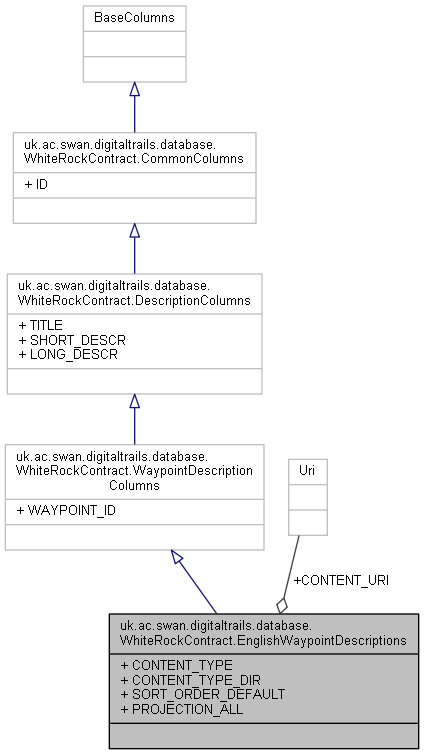 BaseColumns
uk.ac.swan.digitaltrails.database.
WhiteRockContract.CommonColumns
+ ID
uk.ac.swan.digitaltrails.database.
WhiteRockContract.DescriptionColumns
+ TITLE
+ SHORT_DESCR
+ LONG_DESCR
uk.ac.swan.digitaltrails.database.
WhiteRockContract.WaypointDescription
Columns
+ WAYPOINT_ID
Uri
+CONTENT_URI
uk.ac.swan.digitaltrails.database.
WhiteRockContract.EnglishWaypointDescriptions
+ CONTENT_TYPE
+ CONTENT_TYPE_DIR
+ SORT_ORDER_DEFAULT
+ PROJECTION_ALL